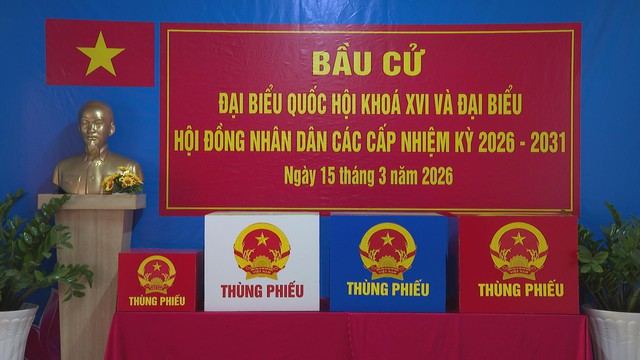 BẦU CỬ
ĐẠI BIỂU QUỐC HỘI KHOÁ XVI VÀ ĐẠI BIỂU
HỘI ĐỒNG NHÂN DÂN CÁC CẤP NHIỆM KỲ 2026 - 2031
Ngày 15 tháng 3 năm 2026
THÙNG PHIẾU
THÙNG PHIẾU
THÙNG PHIẾU
THÙNG PHIẾU